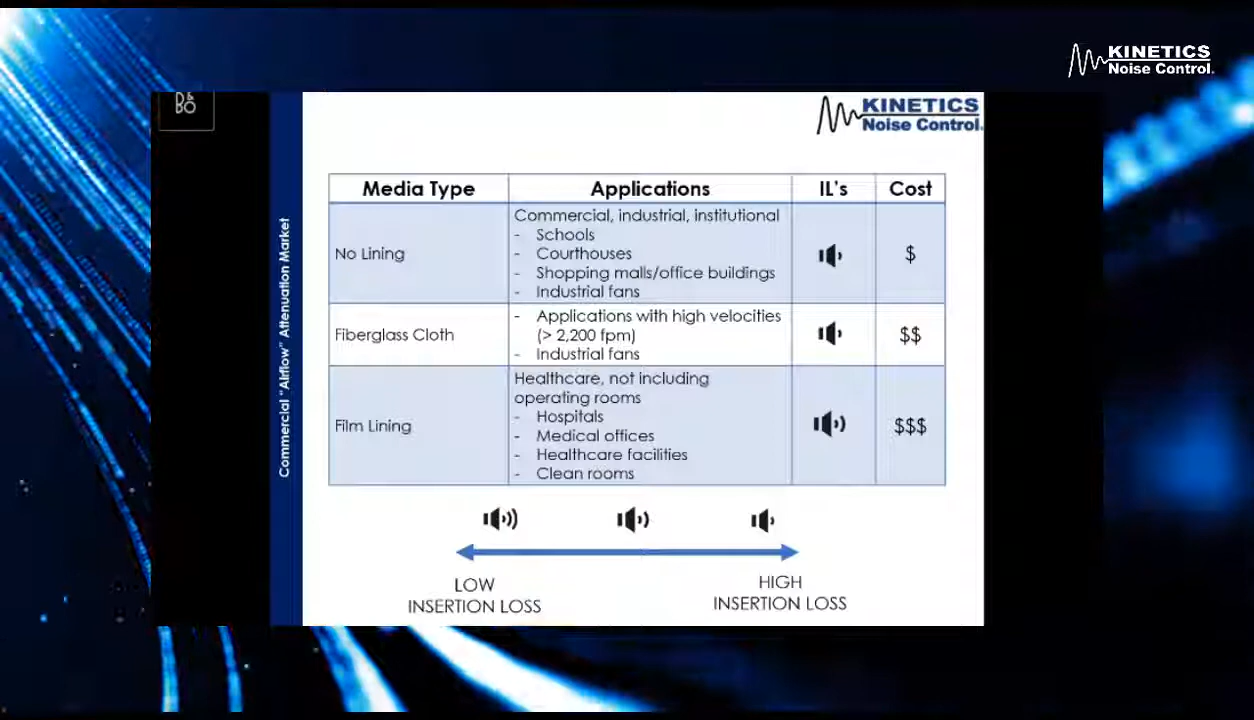 KINETICS
Noise Control.
B&O
KINETICS
Noise Control.
Commercial "Airflow" Attenuation Market
Media Type
Applications
IL's
Cost
No Lining
Commercial, industrial, institutional
- Schools
- Courthouses
- Shopping malls/office buildings
- Industrial fans
$
Fiberglass Cloth
- Applications with high velocities
(> 2,200 fpm)
- Industrial fans
$$
Film Lining
Healthcare, not including
operating rooms
- Hospitals
- Medical offices
- Healthcare facilities
- Clean rooms
$$$
LOW
INSERTION LOSS
HIGH
INSERTION LOSS